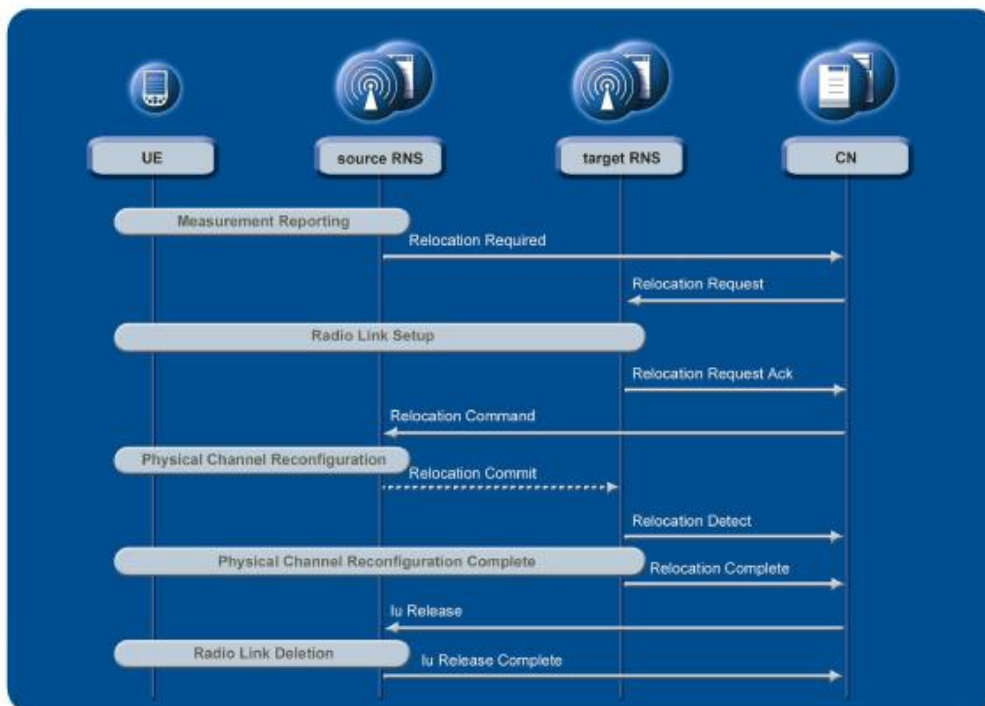 UE
source RNS
target RNS
CN
Measurement Reporting
Relocation Required
Relocation Request
Radio Link Setup
Relocation Request Ack
Relocation Command
Physical Channel Reconfiguration
Relocation Commit
Relocation Detect
Physical Channel Reconfiguration Complete
Relocation Complete
Iu Release
Radio Link Deletion
Iu Release Complete